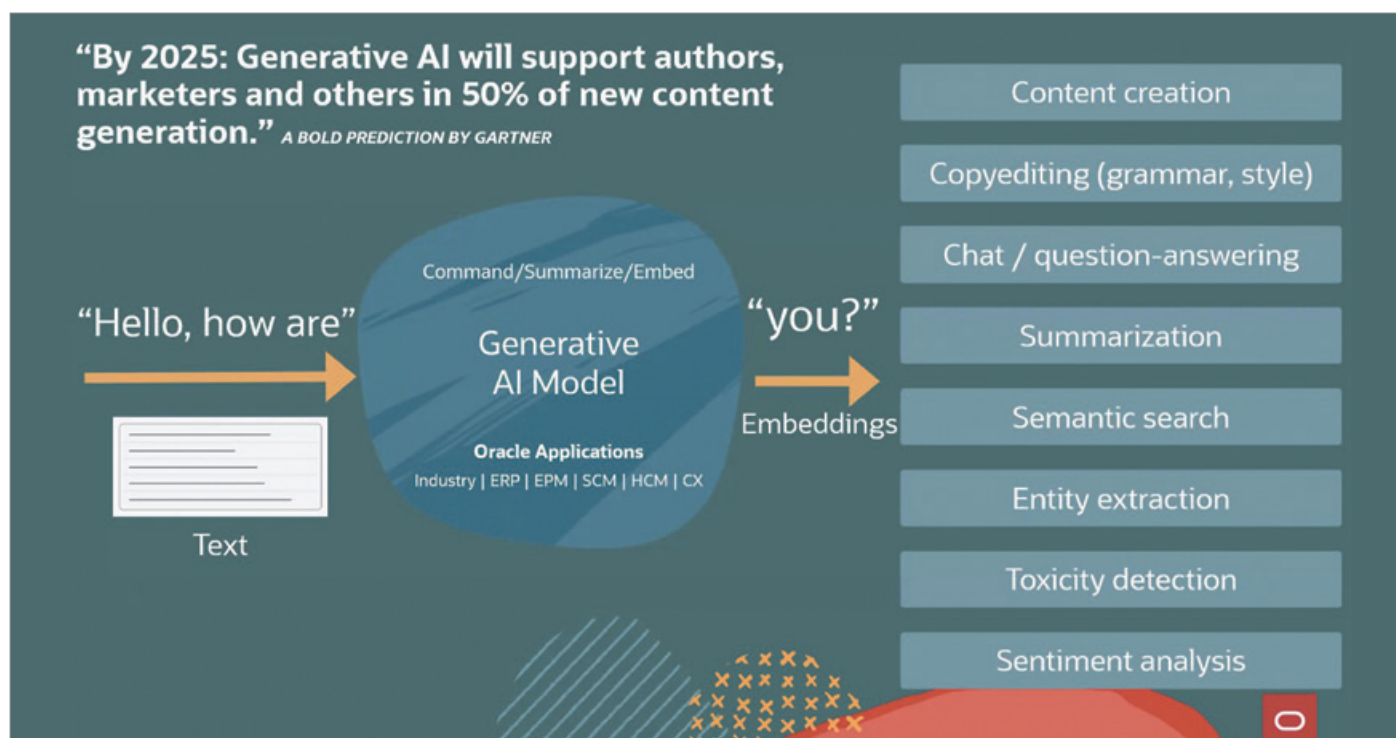 “By 2025: Generative AI will support authors,
marketers and others in 50% of new content
generation.” A BOLD PREDICTION BY GARTNER
“Hello, how are”
Text
Command/Summarize/Embed
Generative
AI Model
Oracle Applications
Industry | ERP | EPM | SCM | HCM | CX
“you?”
Embeddings
Content creation
Copyediting (grammar, style)
Chat / question-answering
Summarization
Semantic search
Entity extraction
Toxicity detection
Sentiment analysis